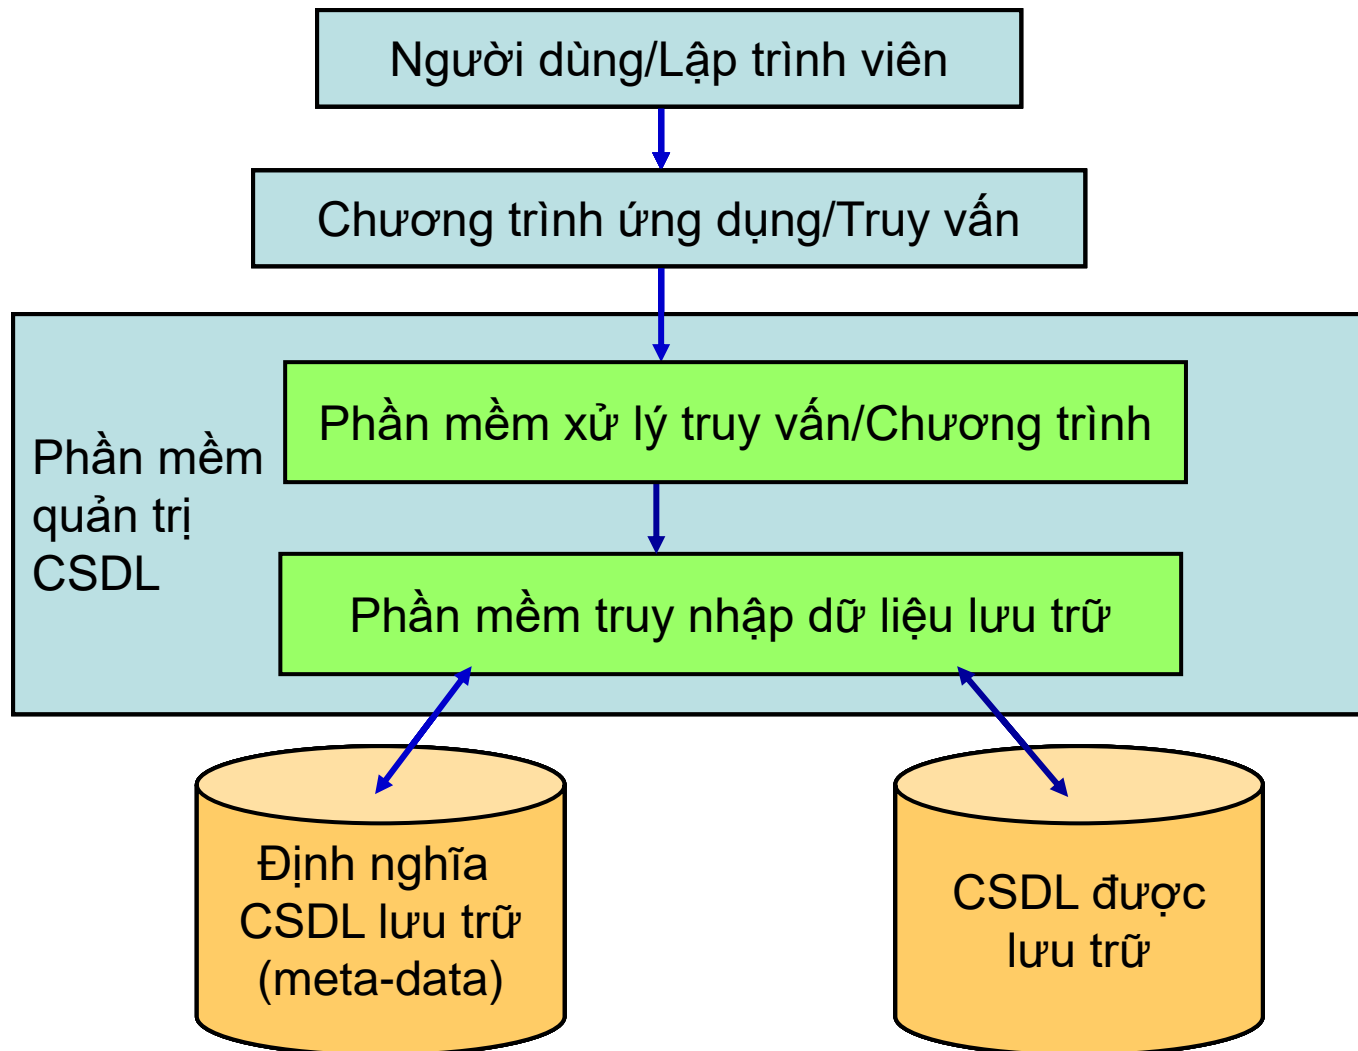 Người dùng/Lập trình viên
Chương trình ứng dụng/Truy vấn
Phần mềm xử lý truy vấn/Chương trình
Phần mềm
quản trị
CSDL
Phần mềm truy nhập dữ liệu lưu trữ
Định nghĩa
CSDL lưu trữ
(meta-data)
CSDL được
lưu trữ